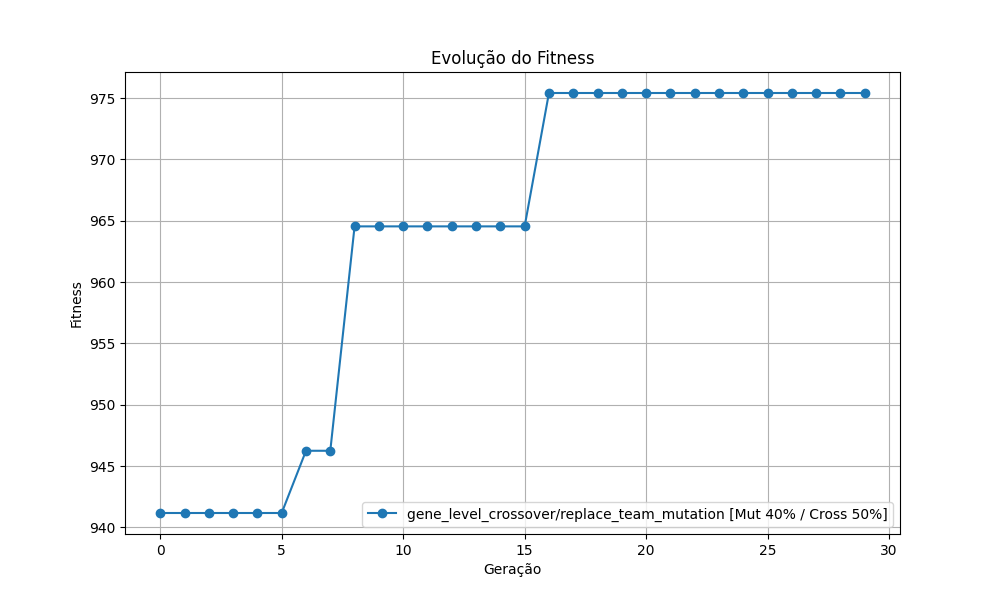 Evolução do Fitness
Fitness
975
970
965
960
955
950
945
940
gene_level_crossover/replace_team_mutation [Mut 40% / Cross 50%]
0 5 10 15 20 25 30
Geração